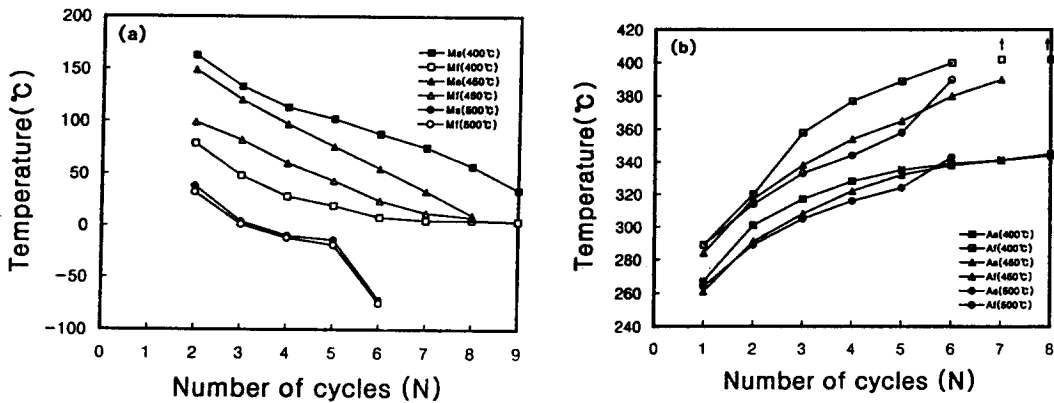 (a)
200
150
100
50
0
−50
−100
Temperature(℃)
Ms(400℃)
Mf(400℃)
Ms(450℃)
Mf(450℃)
Ms(500℃)
Mf(500℃)
0 1 2 3 4 5 6 7 8 9
Number of cycles (N)
(b)
420
400
380
360
340
320
300
280
260
240
Temperature(℃)
As(400℃)
Af(400℃)
As(450℃)
Af(450℃)
As(500℃)
Af(500℃)
0 1 2 3 4 5 6 7 8
Number of cycles (N)